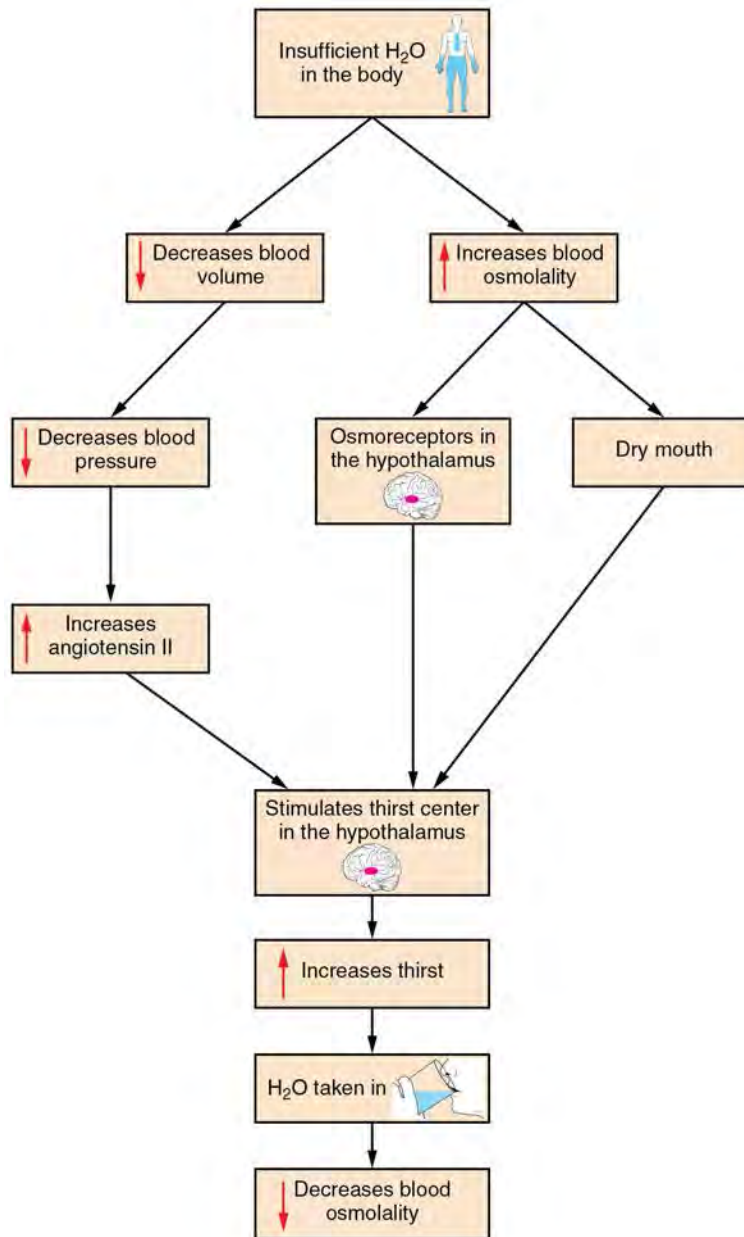 Insufficient H₂O
in the body
Decreases blood
volume
Increases blood
osmolality
Decreases blood
pressure
Osmoreceptors in
the hypothalamus
Dry mouth
Increases
angiotensin II
Stimulates thirst center
in the hypothalamus
Increases thirst
H₂O taken in
Decreases blood
osmolality